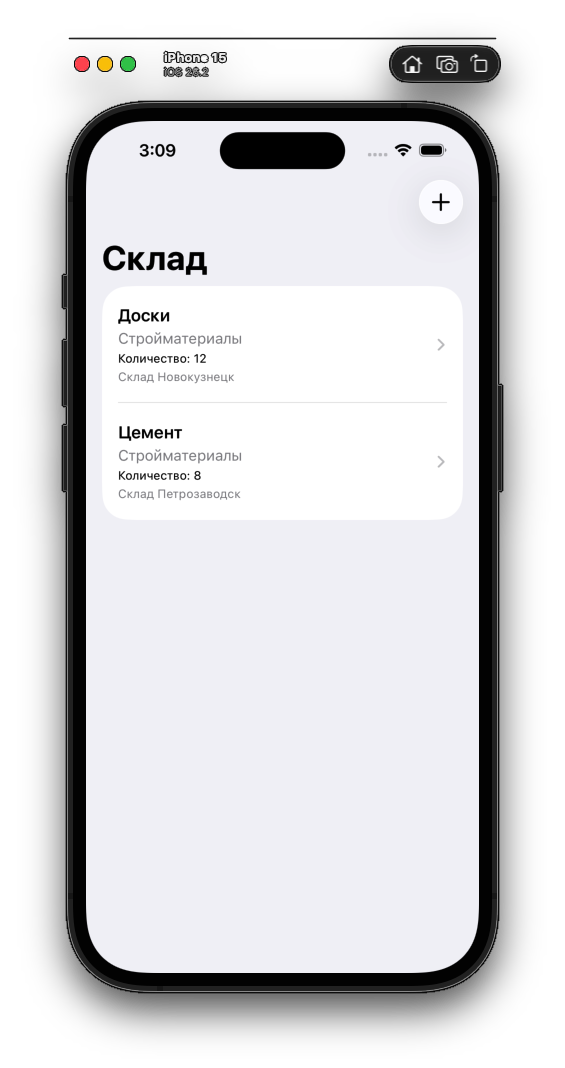 iPhone 15
iOS 26.2
3:09
Склад
Доски
Стройматериалы
Количество: 12
Склад Новокузнецк
Цемент
Стройматериалы
Количество: 8
Склад Петрозаводск